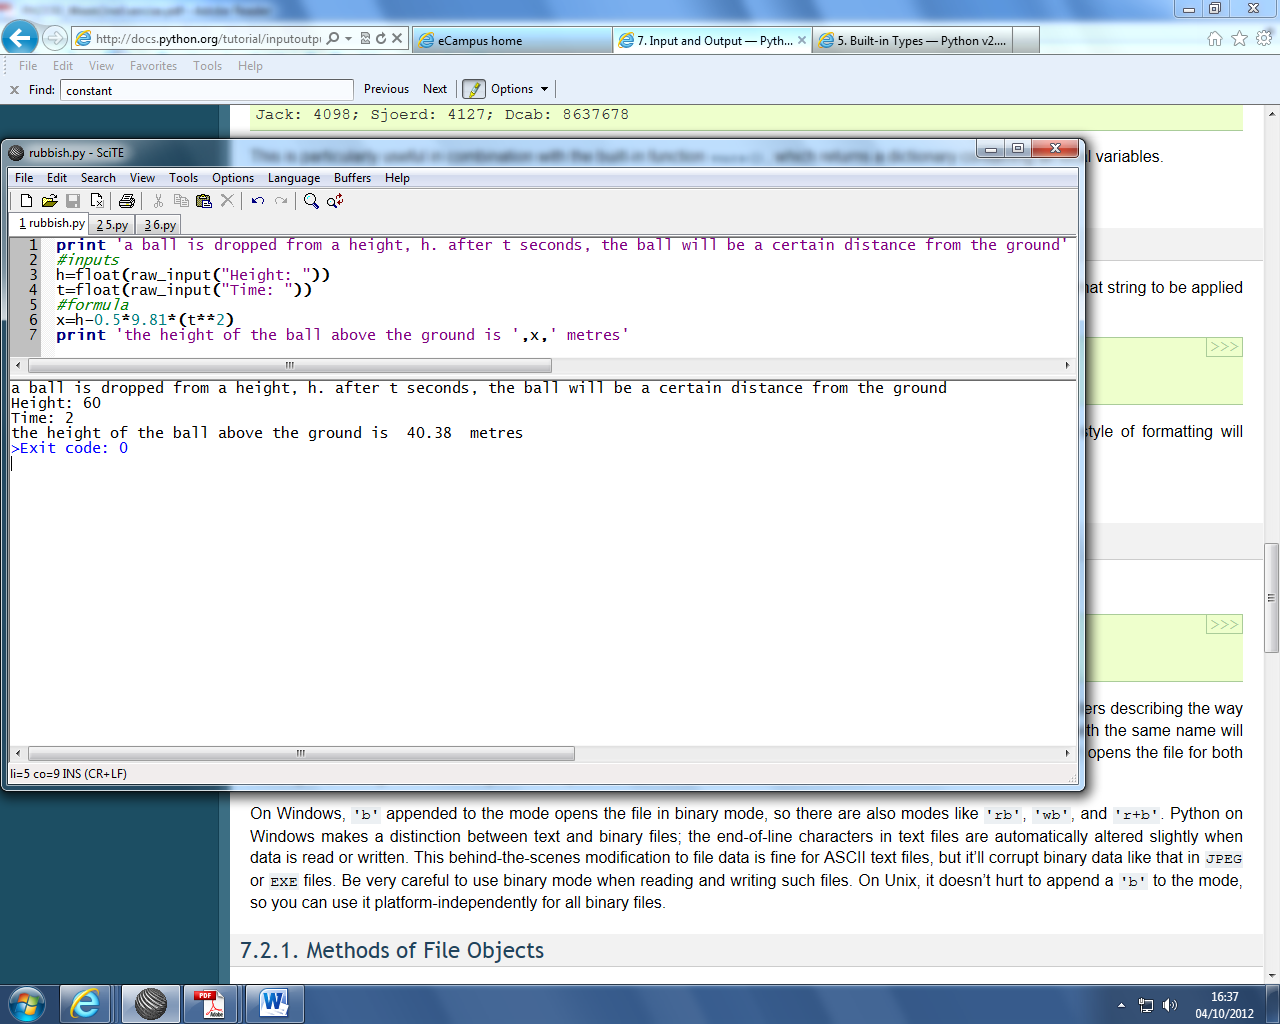 http://docs.python.org/tutorial/inputoutpu
eCampus home
7. Input and Output — Pyth...
5. Built-in Types — Python v2....
File Edit View Favorites Tools Help
Find: constant Previous Next Options
Jack: 4098; Sjoerd: 4127; Dcab: 8637678
rubbish.py - SciTE
l variables.
File Edit Search View Tools Options Language Buffers Help
1 rubbish.py 2 5.py 3 6.py
1 print 'a ball is dropped from a height, h. after t seconds, the ball will be a certain distance from the ground'
2 #inputs
3 h=float(raw_input("Height: "))
4 t=float(raw_input("Time: "))
5 #formula
6 x=h-0.5*9.81*(t**2)
7 print 'the height of the ball above the ground is ',x,' metres'
at string to be applied
>>>
a ball is dropped from a height, h. after t seconds, the ball will be a certain distance from the ground
Height: 60
Time: 2
the height of the ball above the ground is  40.38  metres
>Exit code: 0
style of formatting will
>>>
ers describing the way
th the same name will
opens the file for both
li=5 co=9 INS (CR+LF)
On Windows, 'b' appended to the mode opens the file in binary mode, so there are also modes like 'rb', 'wb', and 'r+b'. Python on
Windows makes a distinction between text and binary files; the end-of-line characters in text files are automatically altered slightly when
data is read or written. This behind-the-scenes modification to file data is fine for ASCII text files, but it'll corrupt binary data like that in JPEG
or EXE files. Be very careful to use binary mode when reading and writing such files. On Unix, it doesn't hurt to append a 'b' to the mode,
so you can use it platform-independently for all binary files.
7.2.1. Methods of File Objects
PDF
Adobe
16:37
04/10/2012